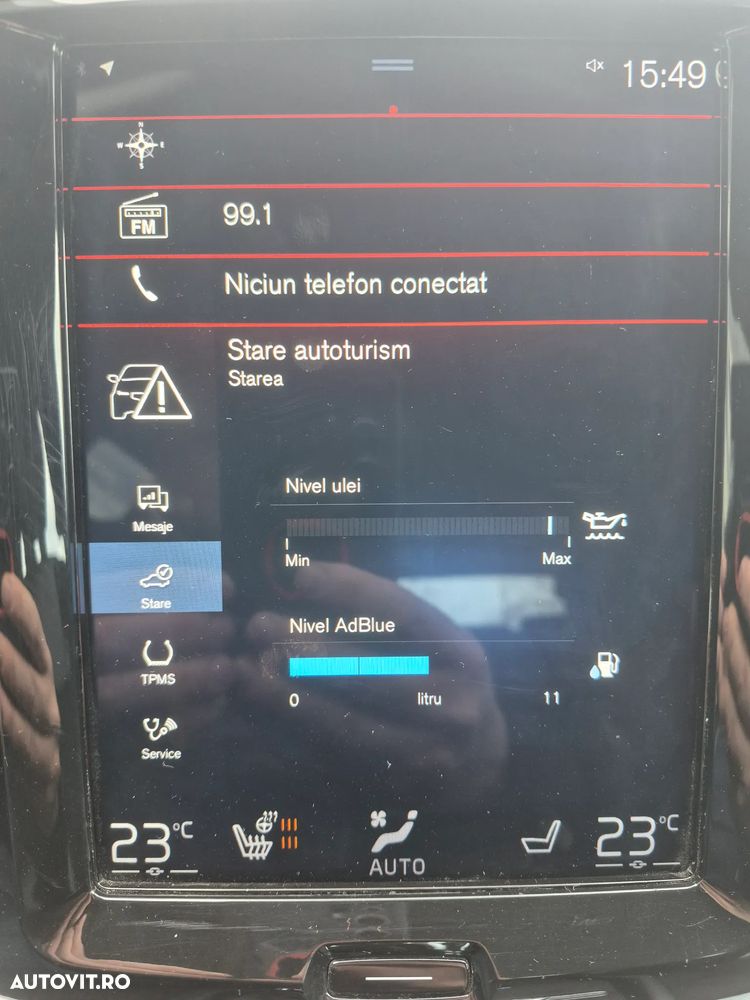 15:49
N
W E
S
FM
99.1
Niciun telefon conectat
Stare autoturism
Starea
Nivel ulei
Mesaje
Min
Max
Stare
Nivel AdBlue
TPMS
0
litru
11
Service
23°C
AUTO
23°C
AUTOVIT.RO